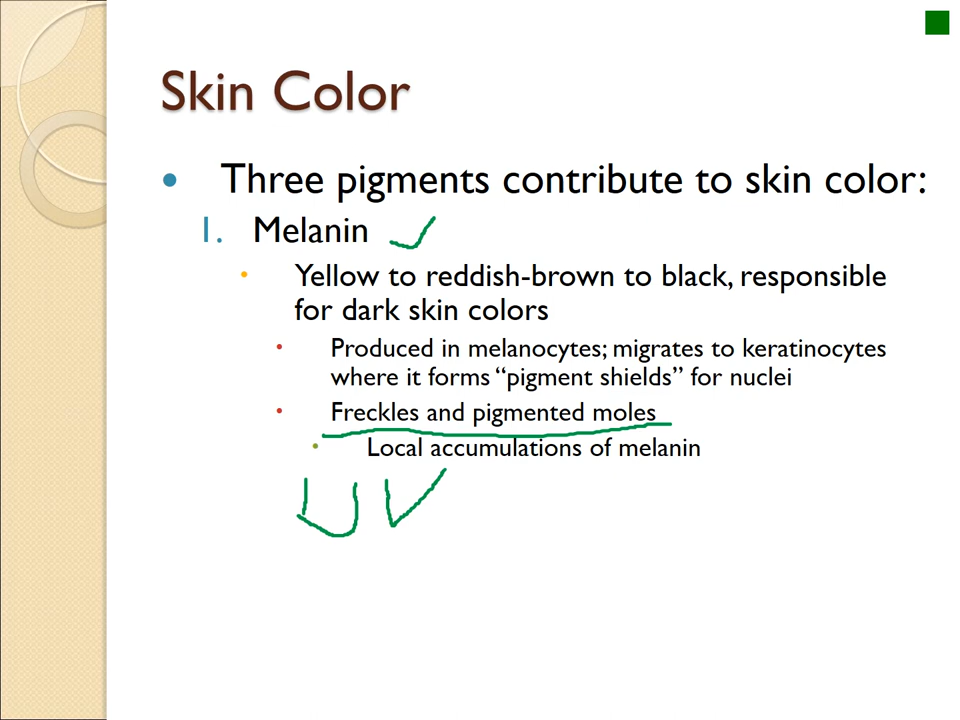 Skin Color
• Three pigments contribute to skin color:
1. Melanin
• Yellow to reddish-brown to black, responsible
for dark skin colors
• Produced in melanocytes; migrates to keratinocytes
where it forms “pigment shields” for nuclei
• Freckles and pigmented moles
• Local accumulations of melanin
UV